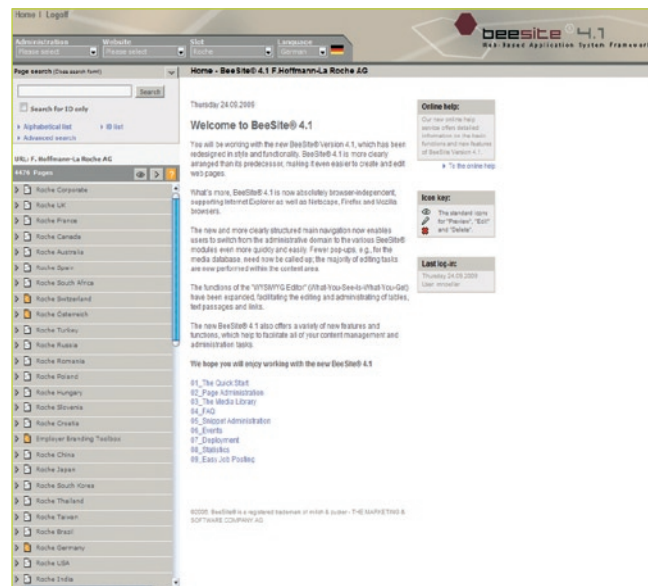 Home | Logoff
beesite® 4.1
Web-Based Application System Framework
Administration Website Slot Language
Please select Please select Roche German
Page search (Close search form)
Search
Search for ID only
Alphabetical list ID list
Advanced search
URL: F. Hoffmann-La Roche AG
4476 Pages
Roche Corporate
Roche UK
Roche France
Roche Canada
Roche Australia
Roche Spain
Roche South Africa
Roche Switzerland
Roche Österreich
Roche Turkey
Roche Russia
Roche Romania
Roche Poland
Roche Hungary
Roche Slovenia
Roche Croatia
Employer Branding Toolbox
Roche China
Roche Japan
Roche South Korea
Roche Thailand
Roche Taiwan
Roche Brazil
Roche Germany
Roche USA
Roche India
Home - BeeSite® 4.1 F.Hoffmann-La Roche AG
Thursday 24.09.2009
Welcome to BeeSite® 4.1
You will be working with the new BeeSite Version 4.1, which has been
redesigned in style and functionality. BeeSite® 4.1 is more clearly
arranged than its predecessor, making it even easier to create and edit
web pages.
What's more, BeeSite® 4.1 is now absolutely browser-independent,
supporting Internet Explorer as well as Netscape, Firefox and Mozilla
browsers.
The new and more clearly structured main navigation now enables
users to switch from the administrative domain to the various BeeSite®
modules even more quickly and easily. Fewer pop-ups, e.g., for the
media database, need now be called up; the majority of editing tasks
are now performed within the content area.
The functions of the "WYSIWYG Editor" (What-You-See-Is-What-You-Get)
have been expanded, facilitating the editing and administrating of tables,
text passages and links.
The new BeeSite® 4.1 also offers a variety of new features and
functions, which help to facilitate all of your content management and
administration tasks.
We hope you will enjoy working with the new BeeSite® 4.1
01_The Quick Start
02_Page Administration
03_The Media Library
04_FAQ
05_Snippet Administration
06_Events
07_Deployment
08_Statistics
09_Easy Job Posting
©2005. BeeSite® is a registered trademark of milch & zucker - THE MARKETING &
SOFTWARE COMPANY AG
Online help:
Our new online help
service offers detailed
information on the basic
functions and new features
of BeeSite Version 4.1.
To the online help
Icon key:
The standard icons
for "Preview", "Edit"
and "Delete".
Last log-in:
Thursday 24.09.2009
User